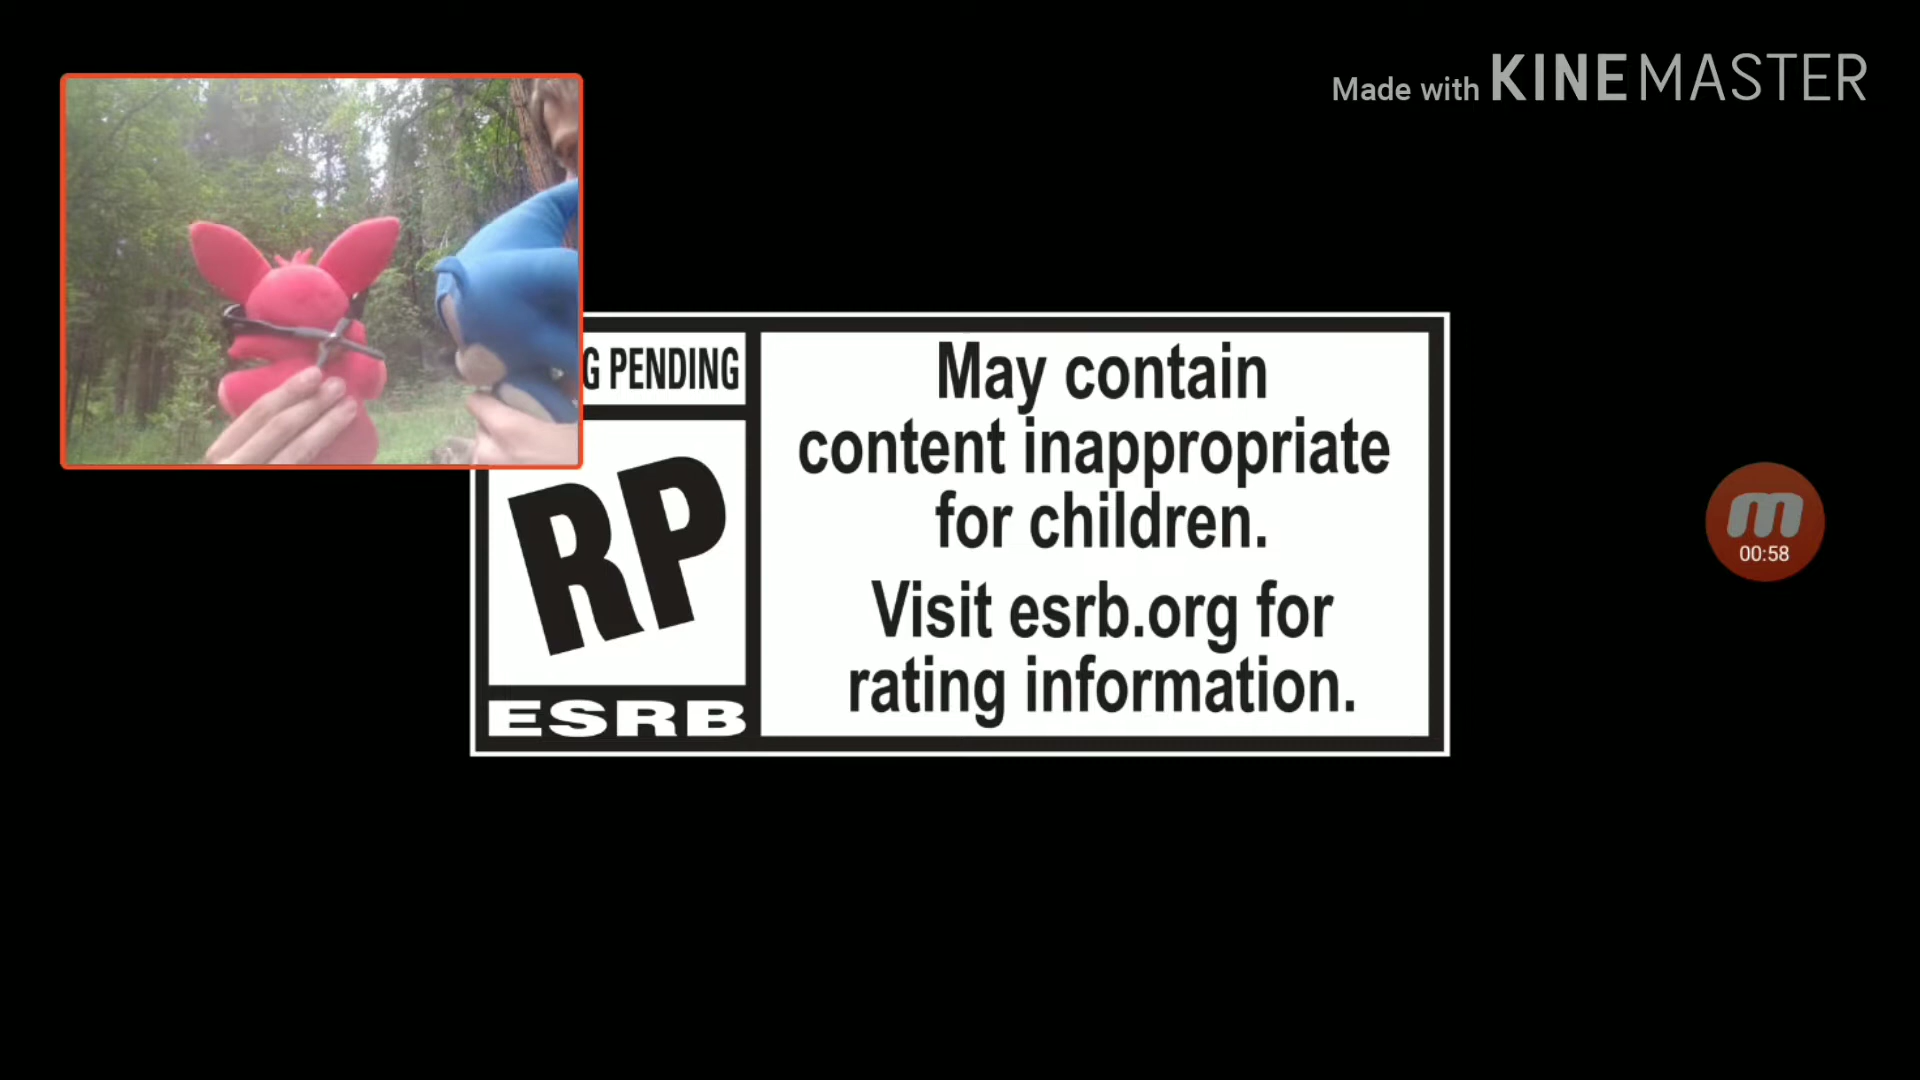 Made with KINEMASTER
G PENDING
RP
ESRB
May contain
content inappropriate
for children.
Visit esrb.org for
rating information.
m
00:58